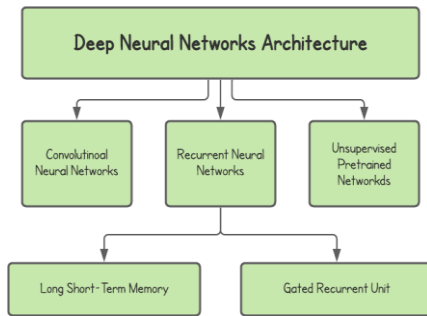 Deep Neural Networks Architecture
Convolutinoal
Neural Networks
Recurrent Neural
Networks
Unsupervised
Pretrained
Networkds
Long Short-Term Memory
Gated Recurrent Unit